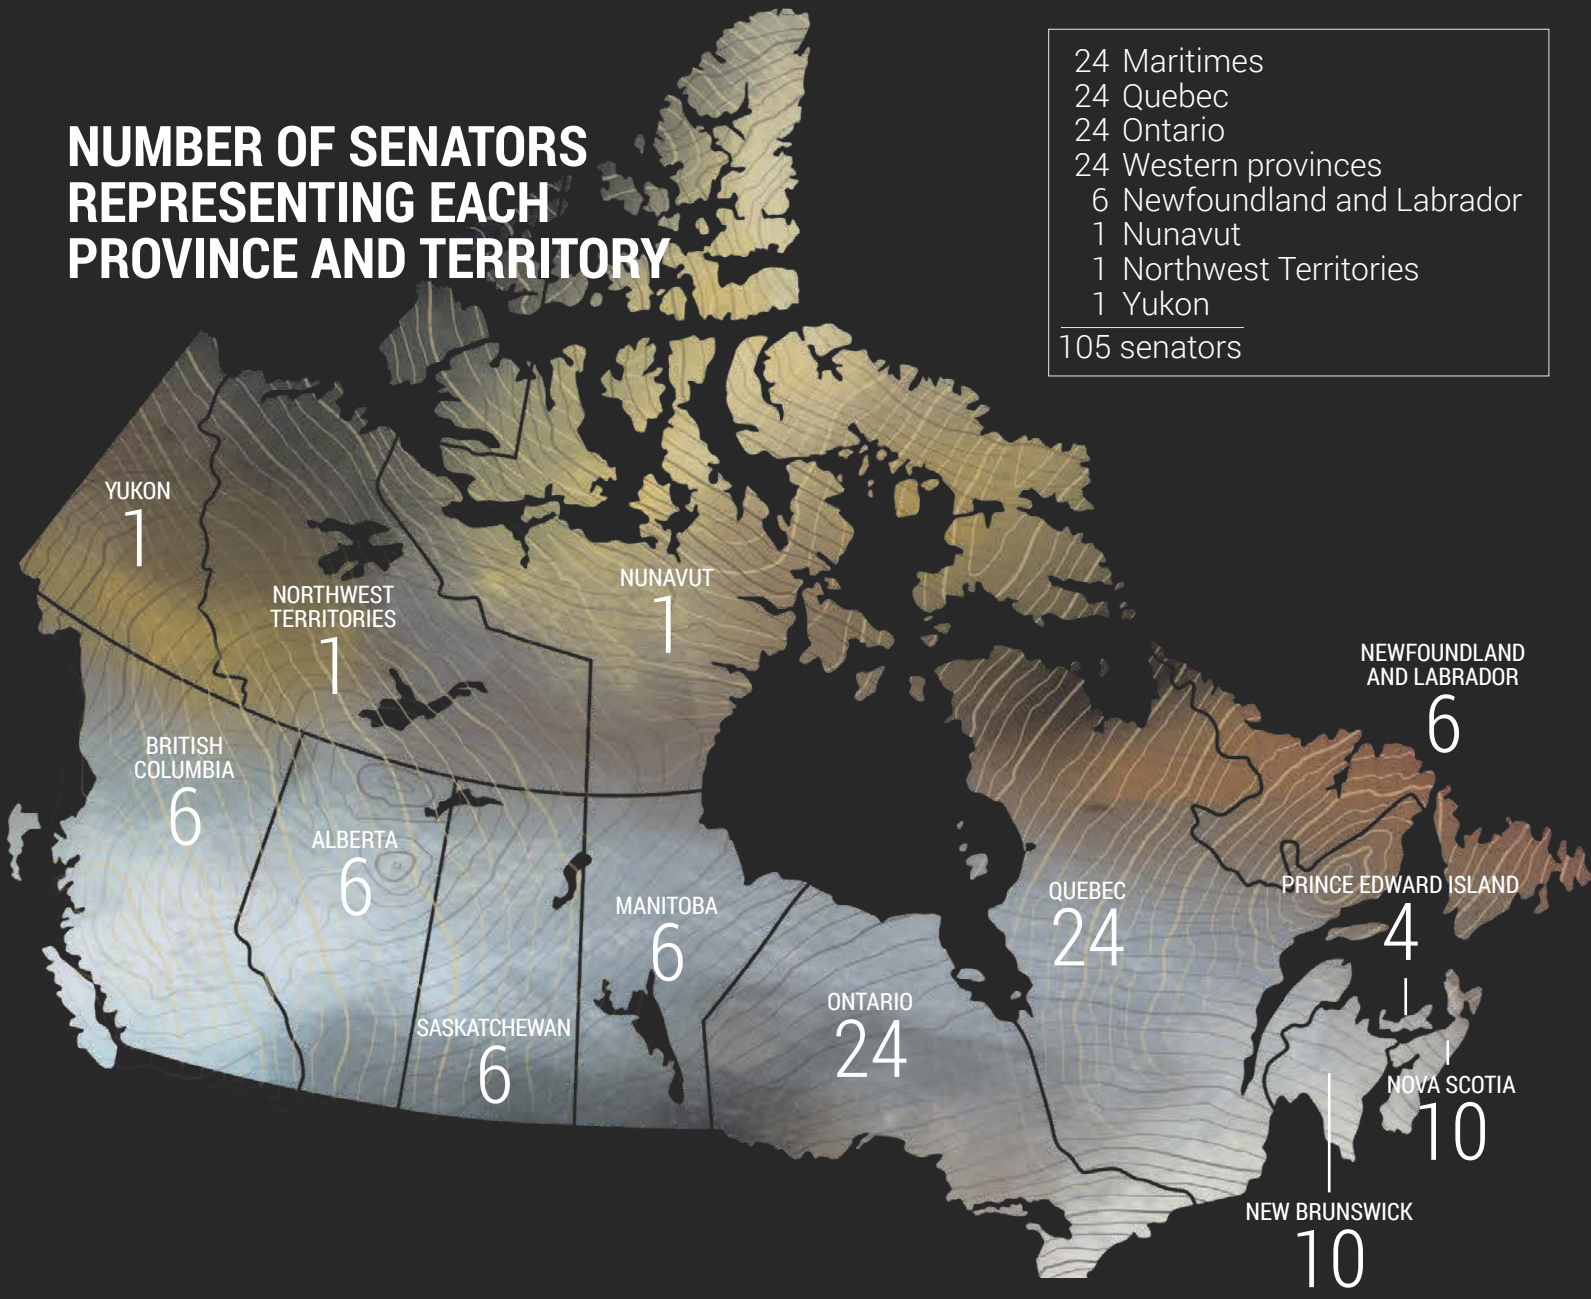 NUMBER OF SENATORS
REPRESENTING EACH
PROVINCE AND TERRITORY
24 Maritimes
24 Quebec
24 Ontario
24 Western provinces
6 Newfoundland and Labrador
1 Nunavut
1 Northwest Territories
1 Yukon
105 senators
YUKON
1
NORTHWEST
TERRITORIES
1
NUNAVUT
1
NEWFOUNDLAND
AND LABRADOR
6
BRITISH
COLUMBIA
6
ALBERTA
6
SASKATCHEWAN
6
MANITOBA
6
ONTARIO
24
QUEBEC
24
PRINCE EDWARD ISLAND
4
NOVA SCOTIA
10
NEW BRUNSWICK
10